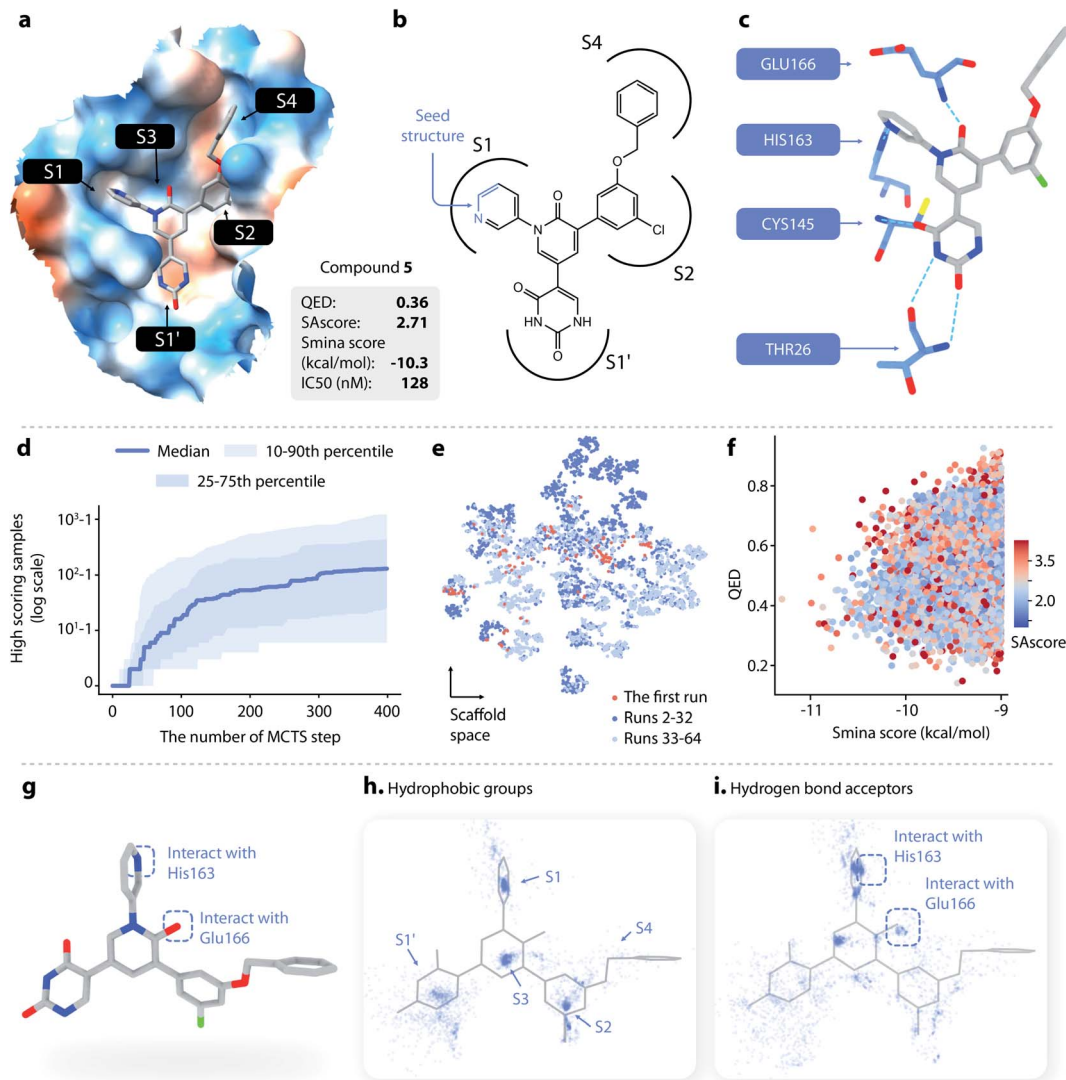 a
S4
S3
S1
S2
S1'
Compound 5
QED: 0.36
SAscore: 2.71
Smina score
(kcal/mol): -10.3
IC50 (nM): 128
b
S4
Seed
structure
S1
O
N
N
O
Cl
S2
O
NH
HN
O
S1'
c
GLU166
HIS163
CYS145
THR26
d
Median
10-90th percentile
25-75th percentile
High scoring samples
(log scale)
10³-1
10²-1
10¹-1
0
0 100 200 300 400
The number of MCTS step
e
Scaffold
space
The first run
Runs 2-32
Runs 33-64
f
QED
0.8
0.6
0.4
0.2
-11 -10 -9
Smina score (kcal/mol)
3.5
2.0
SAscore
g
Interact with
His163
Interact with
Glu166
h. Hydrophobic groups
S1
S1'
S4
S3
S2
i. Hydrogen bond acceptors
Interact with
His163
Interact with
Glu166